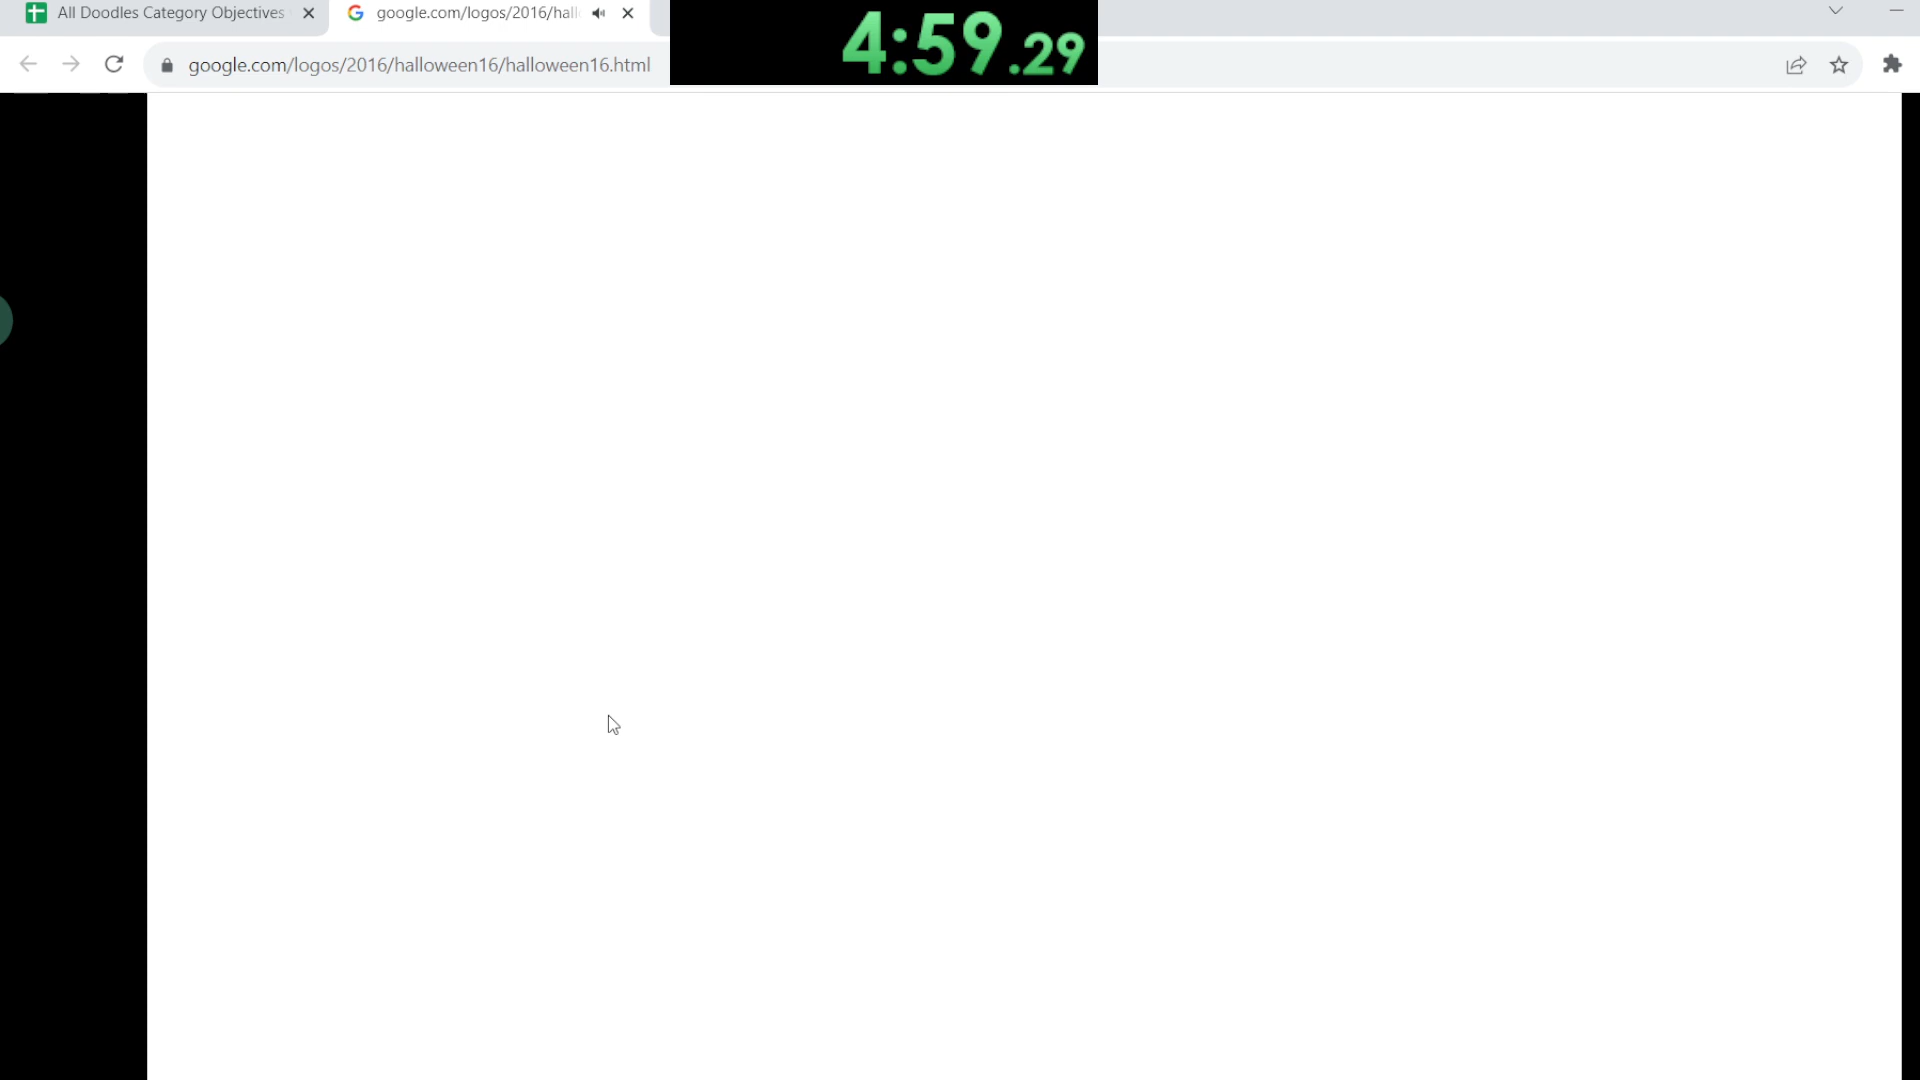 All Doodles Category Objectives
google.com/logos/2016/hall
4:59.29
google.com/logos/2016/halloween16/halloween16.html